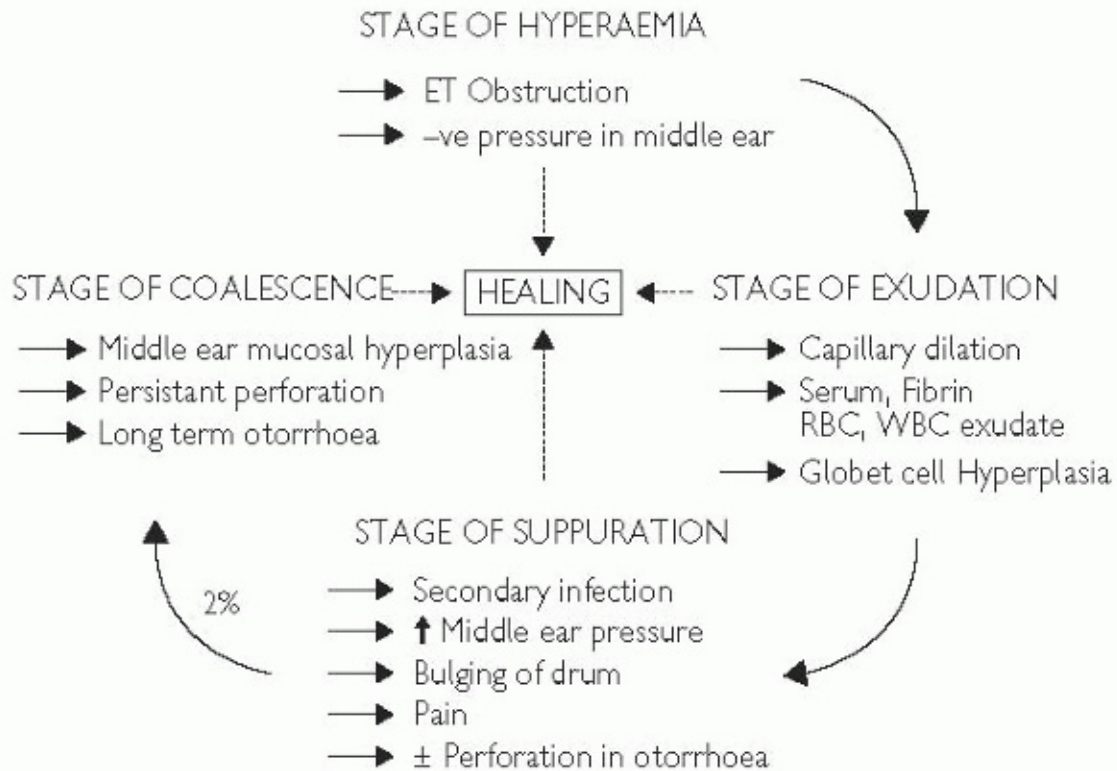 STAGE OF HYPERAEMIA
ET Obstruction
–ve pressure in middle ear
STAGE OF COALESCENCE
HEALING
STAGE OF EXUDATION
Middle ear mucosal hyperplasia
Persistant perforation
Long term otorrhoea
Capillary dilation
Serum, Fibrin
RBC, WBC exudate
Globet cell Hyperplasia
STAGE OF SUPPURATION
2%
Secondary infection
↑ Middle ear pressure
Bulging of drum
Pain
± Perforation in otorrhoea